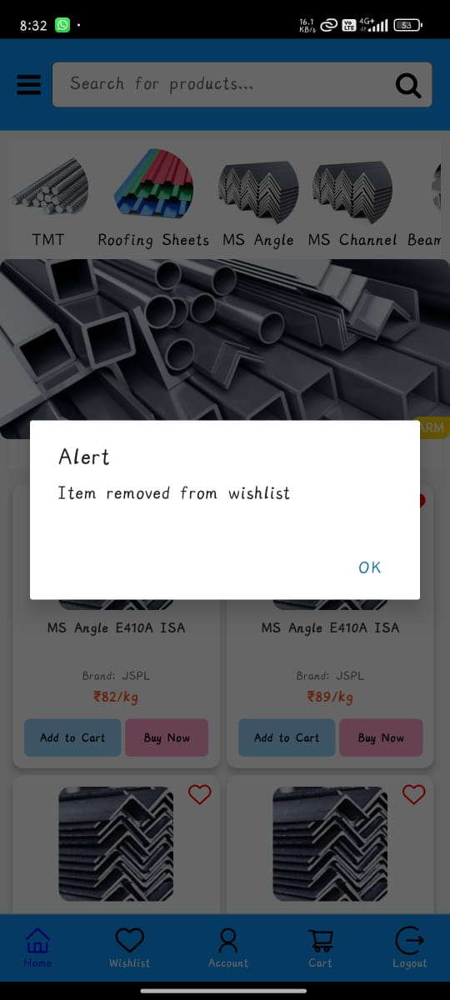 8:32
16.1
KB/s
Vo
LTE
4G+
53
Search for products...
TMT
Roofing Sheets
MS Angle
MS Channel
Beam
ARM
Alert
Item removed from wishlist
OK
MS Angle E410A ISA
MS Angle E410A ISA
Brand: JSPL
Brand: JSPL
₹82/kg
₹89/kg
Add to Cart
Buy Now
Add to Cart
Buy Now
Home
Wishlist
Account
Cart
Logout